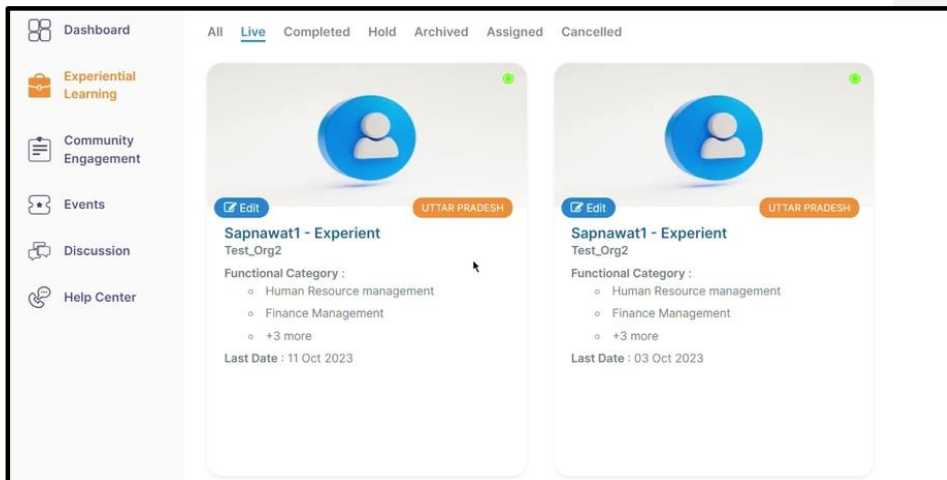 Dashboard
Experiential
Learning
Community
Engagement
Events
Discussion
Help Center
All Live Completed Hold Archived Assigned Cancelled
Edit
UTTAR PRADESH
Sapnawat1 - Experient
Test_Org2
Functional Category :
Human Resource management
Finance Management
+3 more
Last Date : 11 Oct 2023
Edit
UTTAR PRADESH
Sapnawat1 - Experient
Test_Org2
Functional Category :
Human Resource management
Finance Management
+3 more
Last Date : 03 Oct 2023